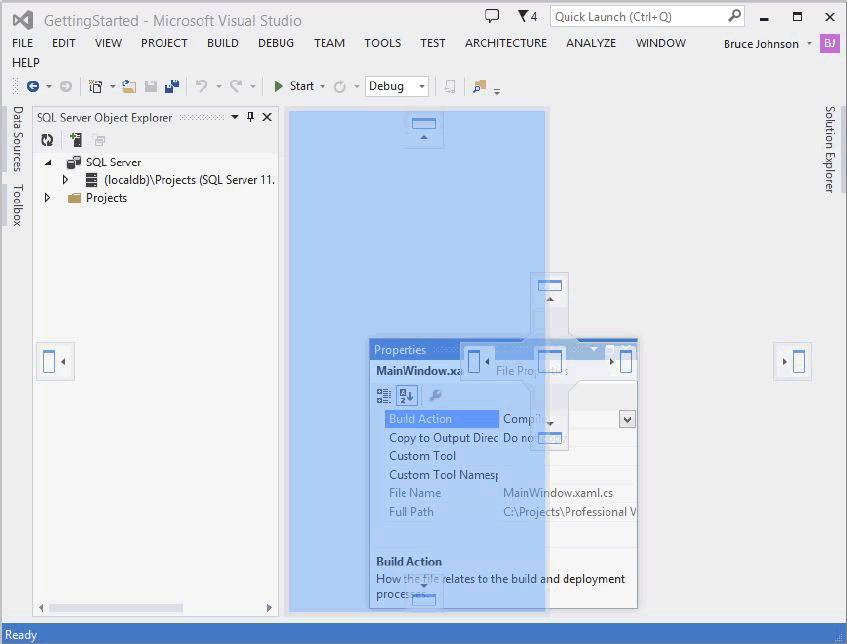 GettingStarted - Microsoft Visual Studio
4
Quick Launch (Ctrl+Q)
FILE EDIT VIEW PROJECT BUILD DEBUG TEAM TOOLS TEST ARCHITECTURE ANALYZE WINDOW
Bruce Johnson BJ
HELP
Start Debug
Data Sources
Toolbox
SQL Server Object Explorer
SQL Server
(localdb)\Projects (SQL Server 11.
Projects
Solution Explorer
Properties
MainWindow.xa File Properties
Build Action Compile
Copy to Output Direc Do not copy
Custom Tool
Custom Tool Namesp
File Name MainWindow.xaml.cs
Full Path C:\Projects\Professional V
Build Action
How the file relates to the build and deployment
processes.
Ready